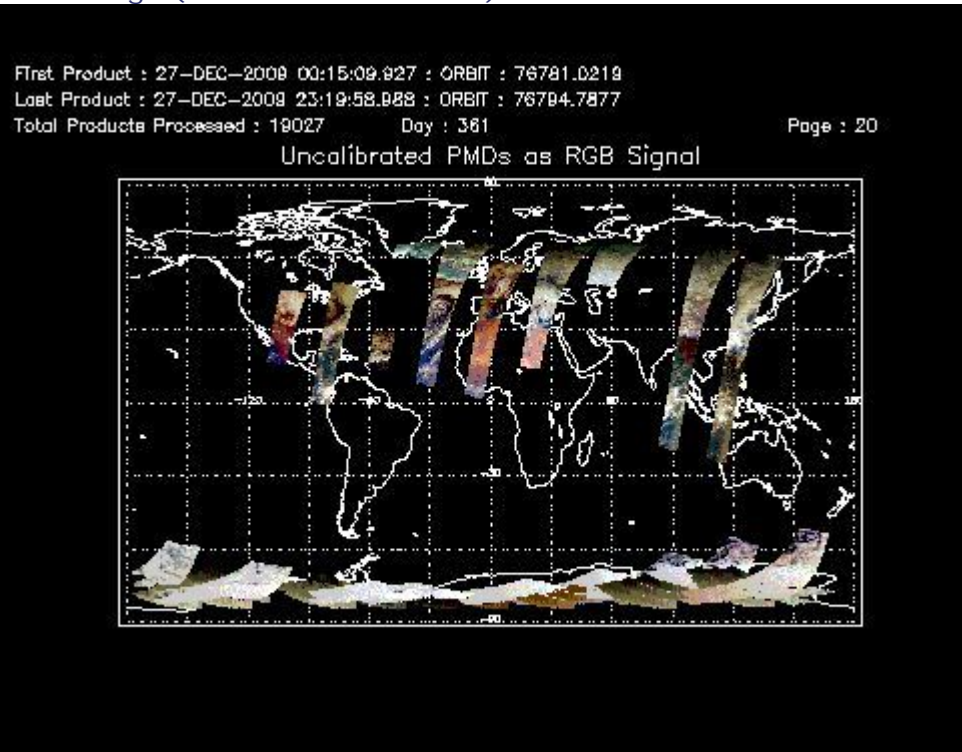 First Product : 27-DEC-2009 00:15:09.927 : ORBIT : 76781.0219
Last Product : 27-DEC-2009 23:19:58.988 : ORBIT : 76794.7877
Total Products Processed : 19027 Day : 361 Page : 20
Uncalibrated PMDs as RGB Signal